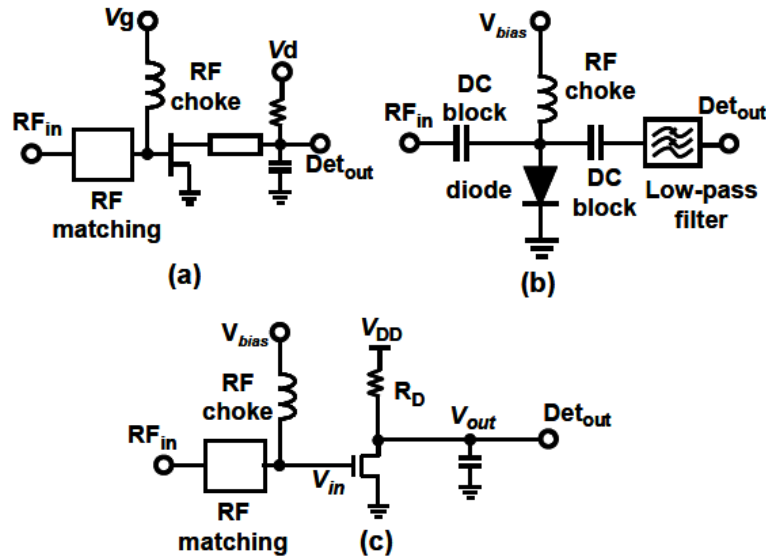 Vg
RF
choke
Vd
RFin
Detout
RF
matching
(a)
Vbias
DC
block
RF
choke
RFin
Detout
diode
DC
block
Low-pass
filter
(b)
Vbias
RF
choke
VDD
RD
RFin
Vin
Vout
Detout
RF
matching
(c)